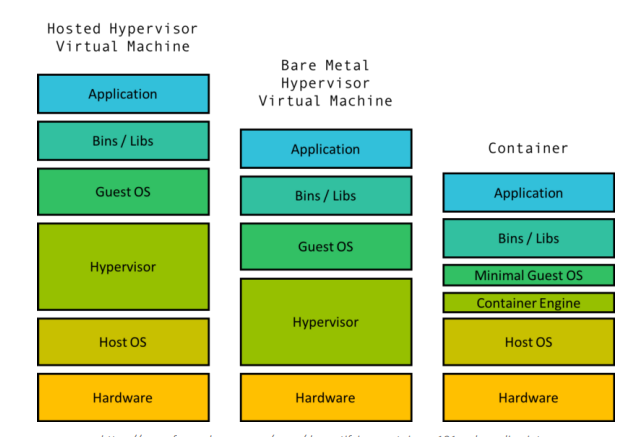 Hosted Hypervisor
Virtual Machine
Application
Bins / Libs
Guest OS
Hypervisor
Host OS
Hardware
Bare Metal
Hypervisor
Virtual Machine
Application
Bins / Libs
Guest OS
Hypervisor
Hardware
Container
Application
Bins / Libs
Minimal Guest OS
Container Engine
Host OS
Hardware